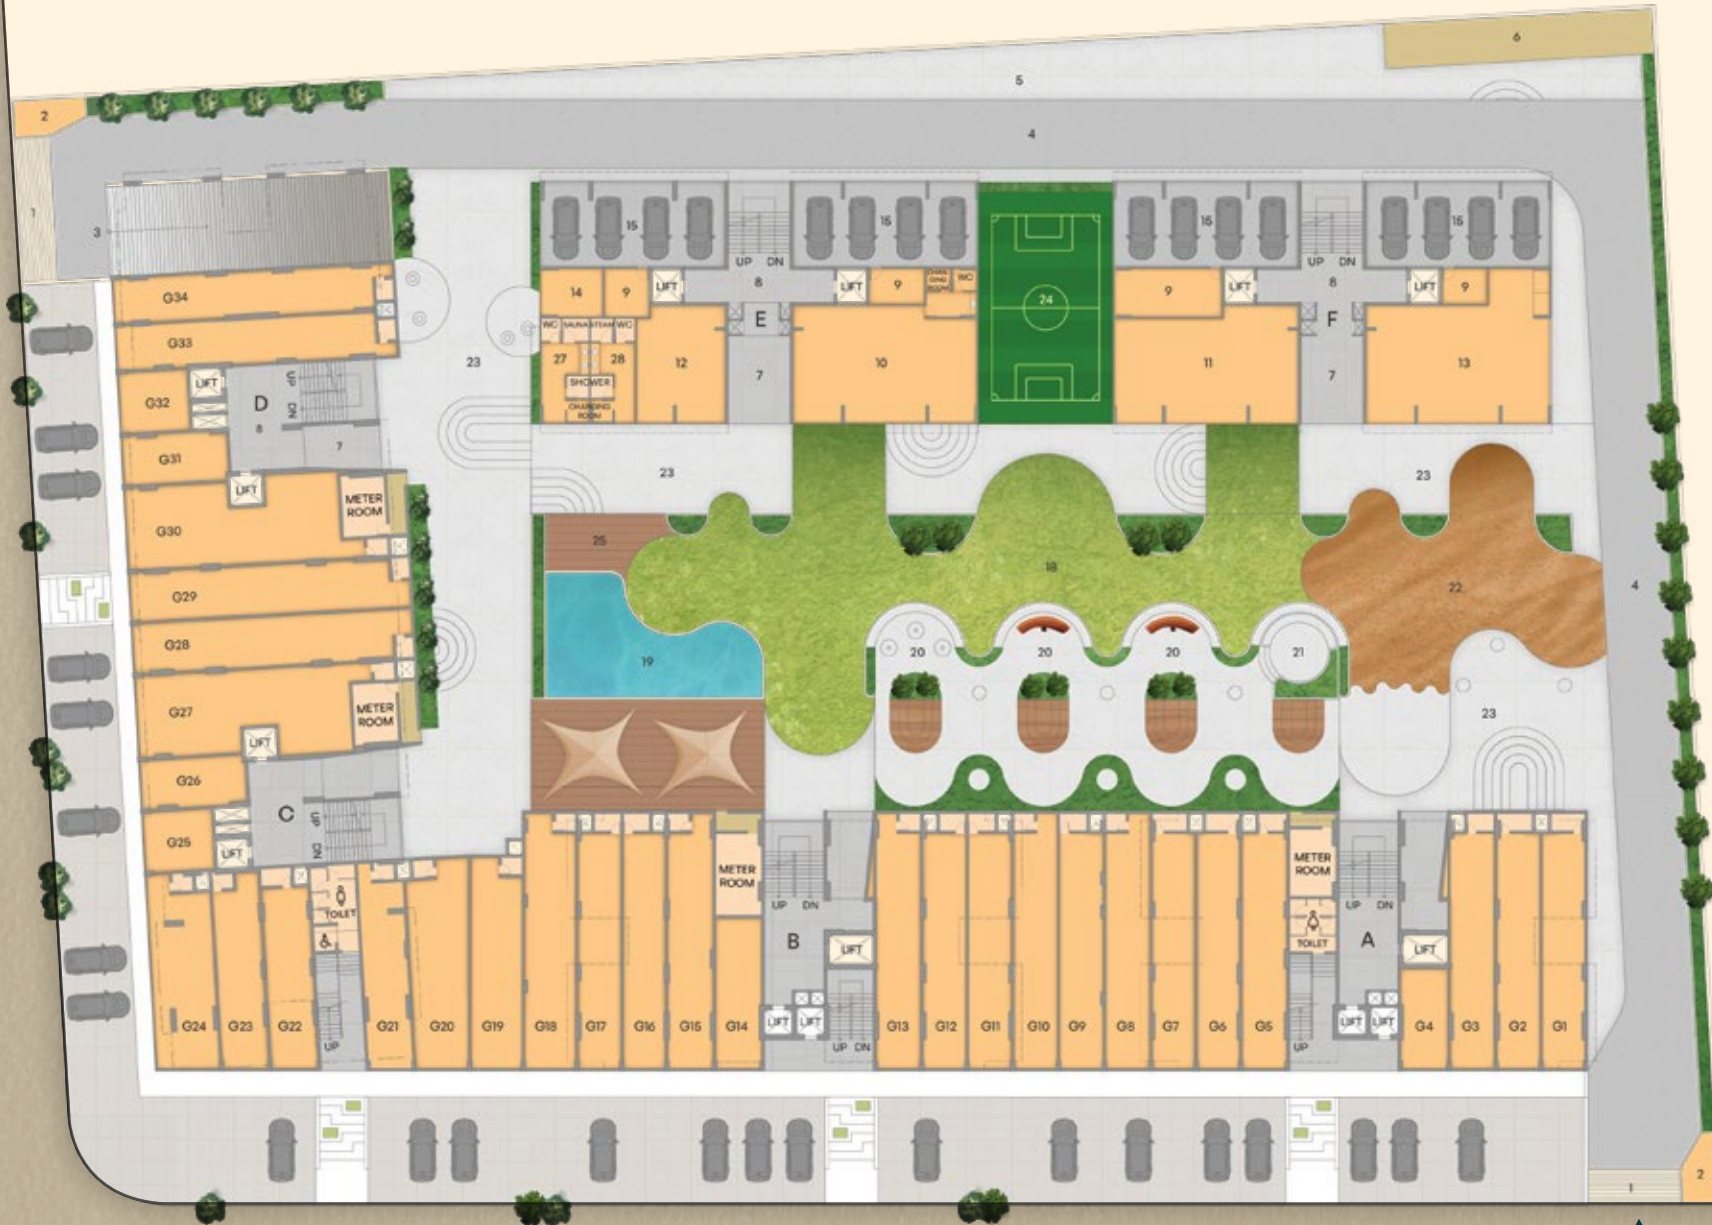 6
5
2
4
1
3
15
15
15
15
UP DN
UP DN
8
8
G34
14
9
LIFT
LIFT
9
CHAN
GING
ROOM
WC
24
9
LIFT
LIFT
9
WC
SAUNA
STEAM
WC
E
F
G33
23
27
28
12
7
10
11
7
13
SHOWER
CHANGING
ROOM
LIFT
UP
DN
G32
D
8
7
G31
23
23
LIFT
METER
ROOM
G30
25
18
22
4
G29
G28
19
20
20
20
21
G27
METER
ROOM
23
LIFT
G26
C
UP
DN
G25
LIFT
METER
ROOM
METER
ROOM
TOILET
UP DN
UP DN
TOILET
B
LIFT
A
LIFT
G24
G23
G22
UP
G21
G20
G19
G18
G17
G16
G15
G14
LIFT
LIFT
UP DN
G13
G12
G11
G10
G9
G8
G7
G6
G5
UP
LIFT
LIFT
G4
G3
G2
G1
1
2